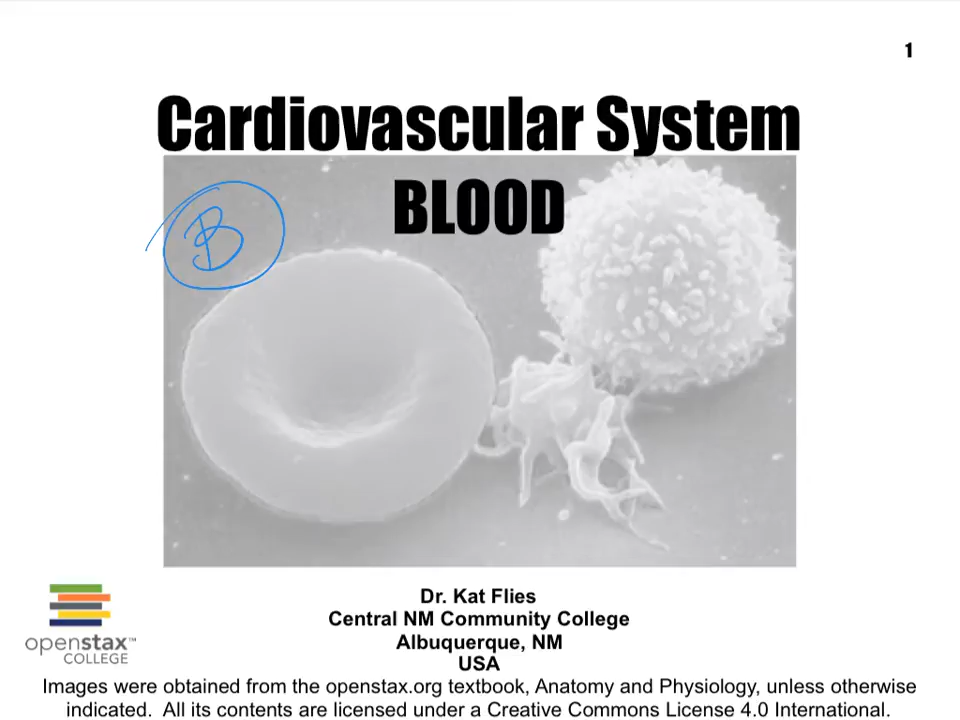 1
Cardiovascular System
BLOOD
B
Dr. Kat Flies
Central NM Community College
Albuquerque, NM
USA
openstax™
COLLEGE
Images were obtained from the openstax.org textbook, Anatomy and Physiology, unless otherwise
indicated.  All its contents are licensed under a Creative Commons License 4.0 International.